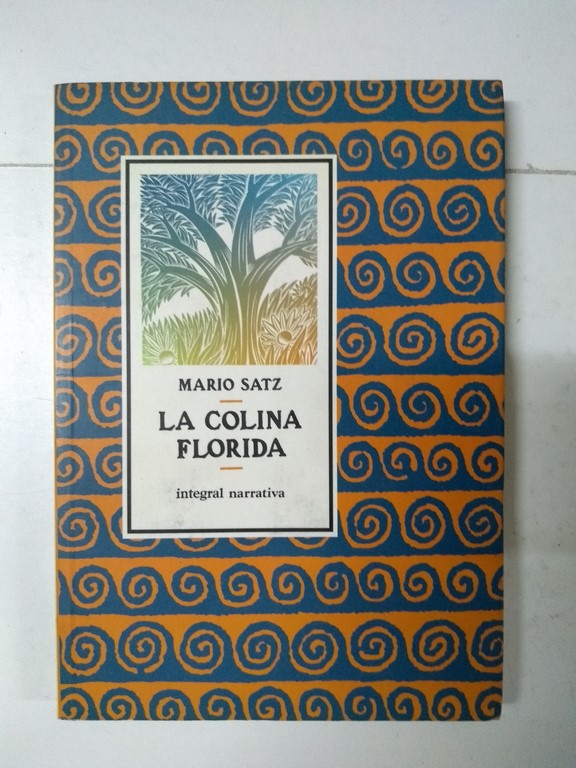 MARIO SATZ
LA COLINA
FLORIDA
integral narrativa